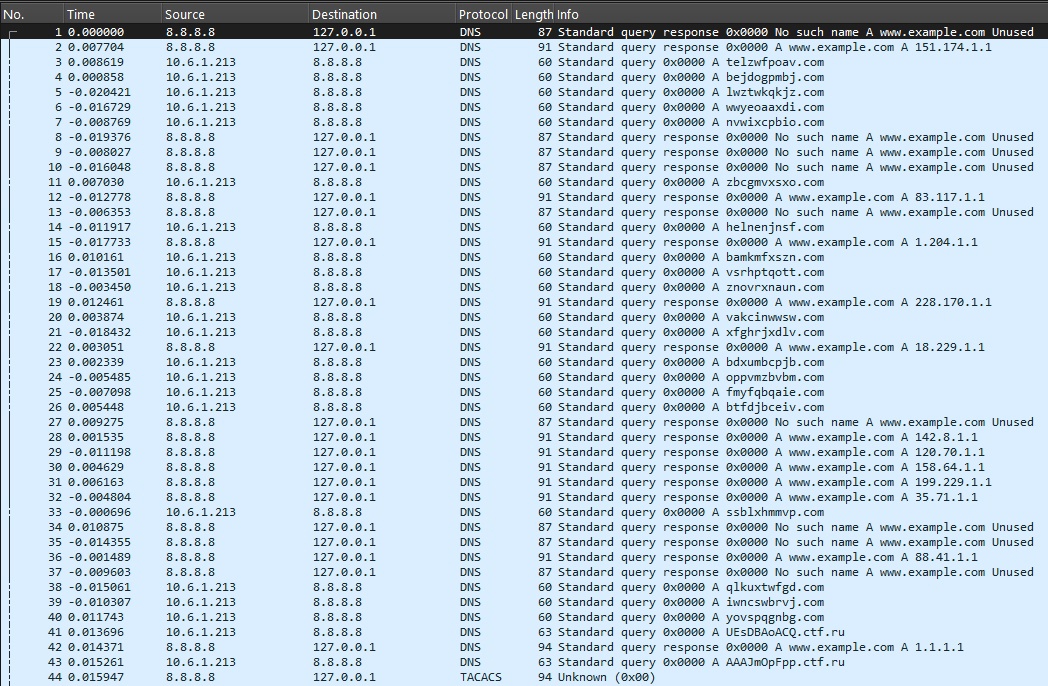 No. Time Source Destination Protocol Length Info
1 0.000000 8.8.8.8 127.0.0.1 DNS 87 Standard query response 0x0000 No such name A www.example.com Unused
2 0.007704 8.8.8.8 127.0.0.1 DNS 91 Standard query response 0x0000 A www.example.com A 151.174.1.1
3 0.008619 10.6.1.213 8.8.8.8 DNS 60 Standard query 0x0000 A telzwfpoav.com
4 0.000858 10.6.1.213 8.8.8.8 DNS 60 Standard query 0x0000 A bejdogpmbj.com
5 -0.020421 10.6.1.213 8.8.8.8 DNS 60 Standard query 0x0000 A lwztwkqkjz.com
6 -0.016729 10.6.1.213 8.8.8.8 DNS 60 Standard query 0x0000 A wwyeoaaxdi.com
7 -0.008769 10.6.1.213 8.8.8.8 DNS 60 Standard query 0x0000 A nvwixcpbio.com
8 -0.019376 8.8.8.8 127.0.0.1 DNS 87 Standard query response 0x0000 No such name A www.example.com Unused
9 -0.008027 8.8.8.8 127.0.0.1 DNS 87 Standard query response 0x0000 No such name A www.example.com Unused
10 -0.016048 8.8.8.8 127.0.0.1 DNS 87 Standard query response 0x0000 No such name A www.example.com Unused
11 0.007030 10.6.1.213 8.8.8.8 DNS 60 Standard query 0x0000 A zbcgmvxsxo.com
12 -0.012778 8.8.8.8 127.0.0.1 DNS 91 Standard query response 0x0000 A www.example.com A 83.117.1.1
13 -0.006353 8.8.8.8 127.0.0.1 DNS 87 Standard query response 0x0000 No such name A www.example.com Unused
14 -0.011917 10.6.1.213 8.8.8.8 DNS 60 Standard query 0x0000 A helnenjnsf.com
15 -0.017733 8.8.8.8 127.0.0.1 DNS 91 Standard query response 0x0000 A www.example.com A 1.204.1.1
16 0.010161 10.6.1.213 8.8.8.8 DNS 60 Standard query 0x0000 A bamkmfxszn.com
17 -0.013501 10.6.1.213 8.8.8.8 DNS 60 Standard query 0x0000 A vsrhptqott.com
18 -0.003450 10.6.1.213 8.8.8.8 DNS 60 Standard query 0x0000 A znovrxnaun.com
19 0.012461 8.8.8.8 127.0.0.1 DNS 91 Standard query response 0x0000 A www.example.com A 228.170.1.1
20 0.003874 10.6.1.213 8.8.8.8 DNS 60 Standard query 0x0000 A vakcinwwsw.com
21 -0.018432 10.6.1.213 8.8.8.8 DNS 60 Standard query 0x0000 A xfghrjxdlv.com
22 0.003051 8.8.8.8 127.0.0.1 DNS 91 Standard query response 0x0000 A www.example.com A 18.229.1.1
23 0.002339 10.6.1.213 8.8.8.8 DNS 60 Standard query 0x0000 A bdxumbcpjb.com
24 -0.005485 10.6.1.213 8.8.8.8 DNS 60 Standard query 0x0000 A oppvmzbvbm.com
25 -0.007098 10.6.1.213 8.8.8.8 DNS 60 Standard query 0x0000 A fmyfqbqaie.com
26 0.005448 10.6.1.213 8.8.8.8 DNS 60 Standard query 0x0000 A btfdjbceiv.com
27 0.009275 8.8.8.8 127.0.0.1 DNS 87 Standard query response 0x0000 No such name A www.example.com Unused
28 0.001535 8.8.8.8 127.0.0.1 DNS 91 Standard query response 0x0000 A www.example.com A 142.8.1.1
29 -0.011198 8.8.8.8 127.0.0.1 DNS 91 Standard query response 0x0000 A www.example.com A 120.70.1.1
30 0.004629 8.8.8.8 127.0.0.1 DNS 91 Standard query response 0x0000 A www.example.com A 158.64.1.1
31 0.006163 8.8.8.8 127.0.0.1 DNS 91 Standard query response 0x0000 A www.example.com A 199.229.1.1
32 -0.004804 8.8.8.8 127.0.0.1 DNS 91 Standard query response 0x0000 A www.example.com A 35.71.1.1
33 -0.000696 10.6.1.213 8.8.8.8 DNS 60 Standard query 0x0000 A ssblxhmmvp.com
34 0.010875 8.8.8.8 127.0.0.1 DNS 87 Standard query response 0x0000 No such name A www.example.com Unused
35 -0.014355 8.8.8.8 127.0.0.1 DNS 87 Standard query response 0x0000 No such name A www.example.com Unused
36 -0.001489 8.8.8.8 127.0.0.1 DNS 91 Standard query response 0x0000 A www.example.com A 88.41.1.1
37 -0.009603 8.8.8.8 127.0.0.1 DNS 87 Standard query response 0x0000 No such name A www.example.com Unused
38 -0.015061 10.6.1.213 8.8.8.8 DNS 60 Standard query 0x0000 A qlkuxtwfgd.com
39 -0.010307 10.6.1.213 8.8.8.8 DNS 60 Standard query 0x0000 A iwncswbrvj.com
40 0.011743 10.6.1.213 8.8.8.8 DNS 60 Standard query 0x0000 A yovspqgnbg.com
41 0.013696 10.6.1.213 8.8.8.8 DNS 63 Standard query 0x0000 A UEsDBAoACQ.ctf.ru
42 0.014371 8.8.8.8 127.0.0.1 DNS 94 Standard query response 0x0000 A www.example.com A 1.1.1.1
43 0.015261 10.6.1.213 8.8.8.8 DNS 63 Standard query 0x0000 A AAAJmOpFpp.ctf.ru
44 0.015947 8.8.8.8 127.0.0.1 TACACS 94 Unknown (0x00)